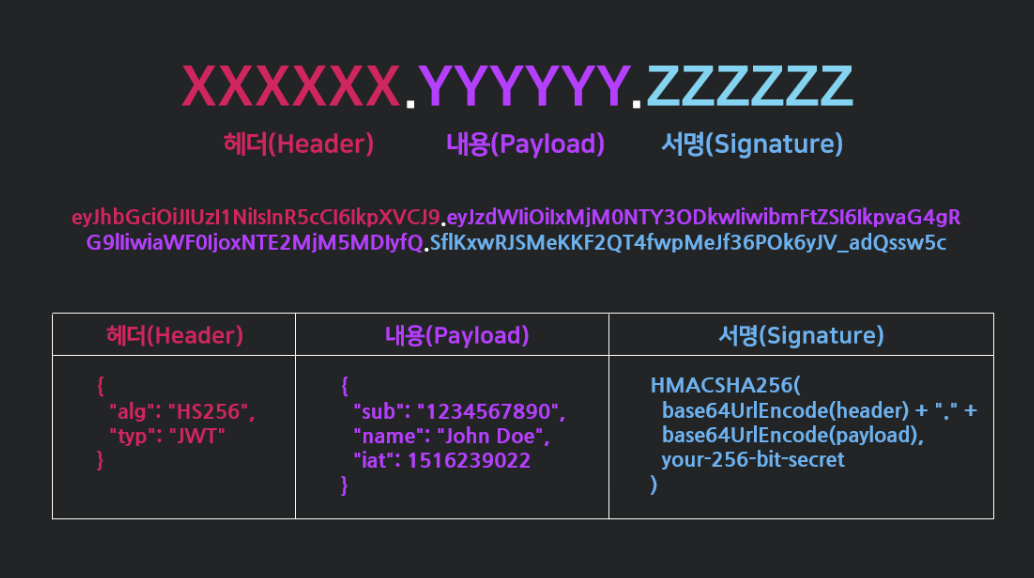 XXXXXX.YYYYYY.ZZZZZZ
헤더(Header) 내용(Payload) 서명(Signature)
eyJhbGciOiJIUzI1NiIsInR5cCI6IkpXVCJ9.eyJzdWIiOiIxMjM0NTY3ODkwIiwibmFtZSI6IkpvaG4gR
G9lIiwiaWF0IjoxNTE2MjM5MDIyfQ.SflKxwRJSMeKKF2QT4fwpMeJf36POk6yJV_adQssw5c
헤더(Header)
{
"alg": "HS256",
"typ": "JWT"
}
내용(Payload)
{
"sub": "1234567890",
"name": "John Doe",
"iat": 1516239022
}
서명(Signature)
HMACSHA256(
base64UrlEncode(header) + "." +
base64UrlEncode(payload),
your-256-bit-secret
)